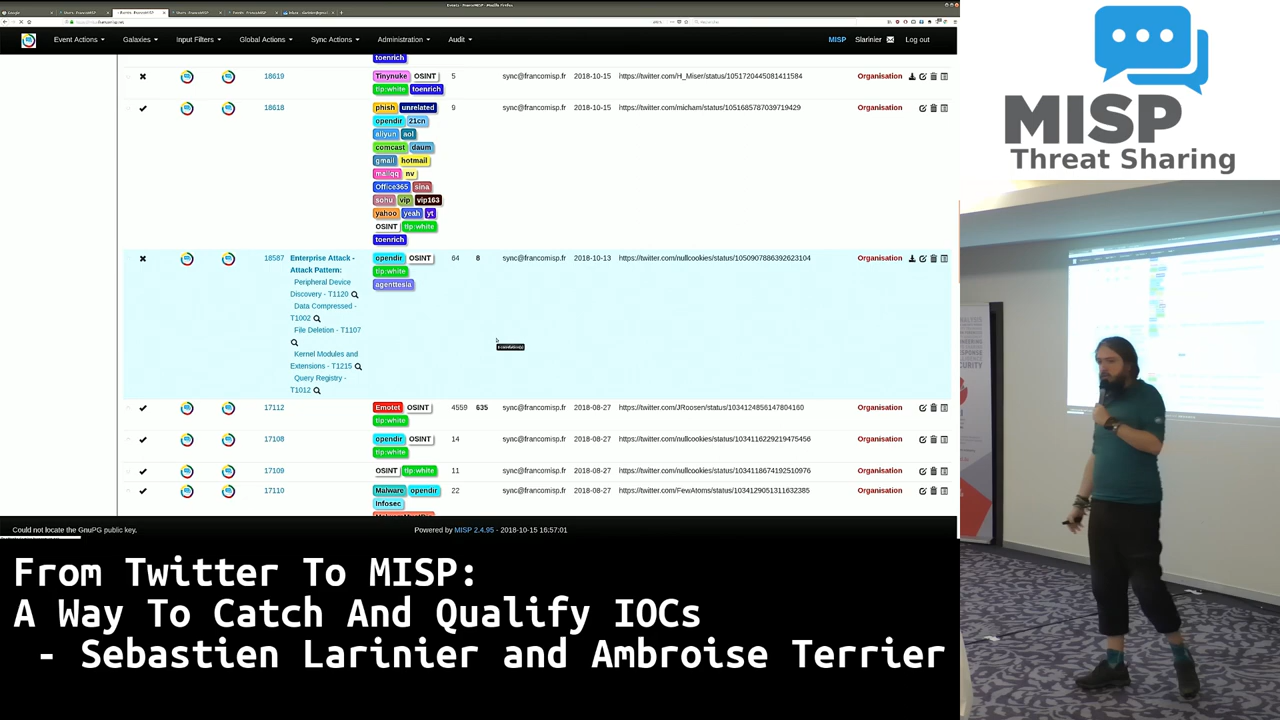 Event Actions Galaxies Input Filters Global Actions Sync Actions Administration Audit MISP Slarinier Log out
toenrich
18619 Tinynuke OSINT 5 sync@francomisp.fr 2018-10-15 https://twitter.com/H_Miser/status/1051720445081411584 Organisation
tlp:white toenrich
18618 phish unrelated 9 sync@francomisp.fr 2018-10-15 https://twitter.com/micham/status/1051685787039719429 Organisation
opendir 21cn
aliyun aol
comcast daum
gmail hotmail
mailqq nv
Office365 sina
sohu vip vip163
yahoo yeah yt
OSINT tlp:white
toenrich
18587 Enterprise Attack - opendir OSINT 64 8 sync@francomisp.fr 2018-10-13 https://twitter.com/nullcookies/status/1050907886392623104 Organisation
Attack Pattern: tlp:white
Peripheral Device agenttesla
Discovery - T1120
Data Compressed -
T1002
File Deletion - T1107
Kernel Modules and
Extensions - T1215
Query Registry -
T1012
17112 Emotet OSINT 4559 635 sync@francomisp.fr 2018-08-27 https://twitter.com/JRoosen/status/1034124856147804160 Organisation
tlp:white
17108 opendir OSINT 14 sync@francomisp.fr 2018-08-27 https://twitter.com/nullcookies/status/1034116229219475456 Organisation
tlp:white
17109 OSINT tlp:white 11 sync@francomisp.fr 2018-08-27 https://twitter.com/nullcookies/status/1034118674192510976 Organisation
17110 Malware opendir 22 sync@francomisp.fr 2018-08-27 https://twitter.com/FewAtoms/status/1034129051311632385 Organisation
Infosec
Could not locate the GnuPG public key. Powered by MISP 2.4.95 - 2018-10-15 16:57:01
MISP
Threat Sharing
From Twitter To MISP:
A Way To Catch And Qualify IOCs
- Sebastien Larinier and Ambroise Terrier